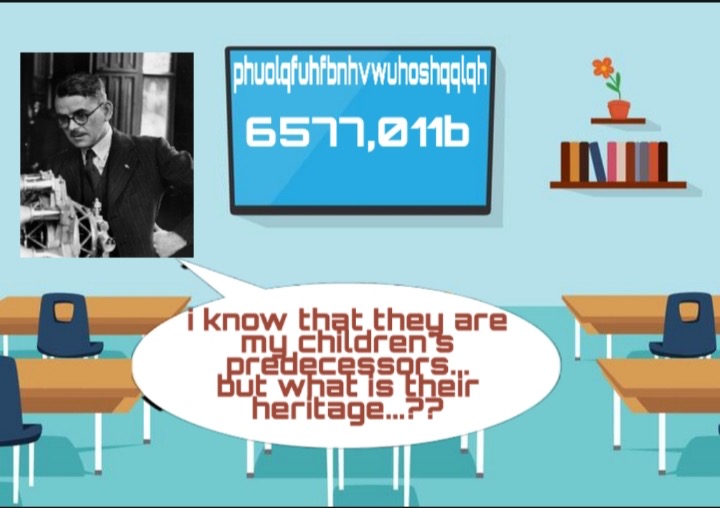 phuolqfuhfbnhvwuhoshqqlqh
6577,011b
i know that they are
my children's
predecessors...
but what is their
heritage...??